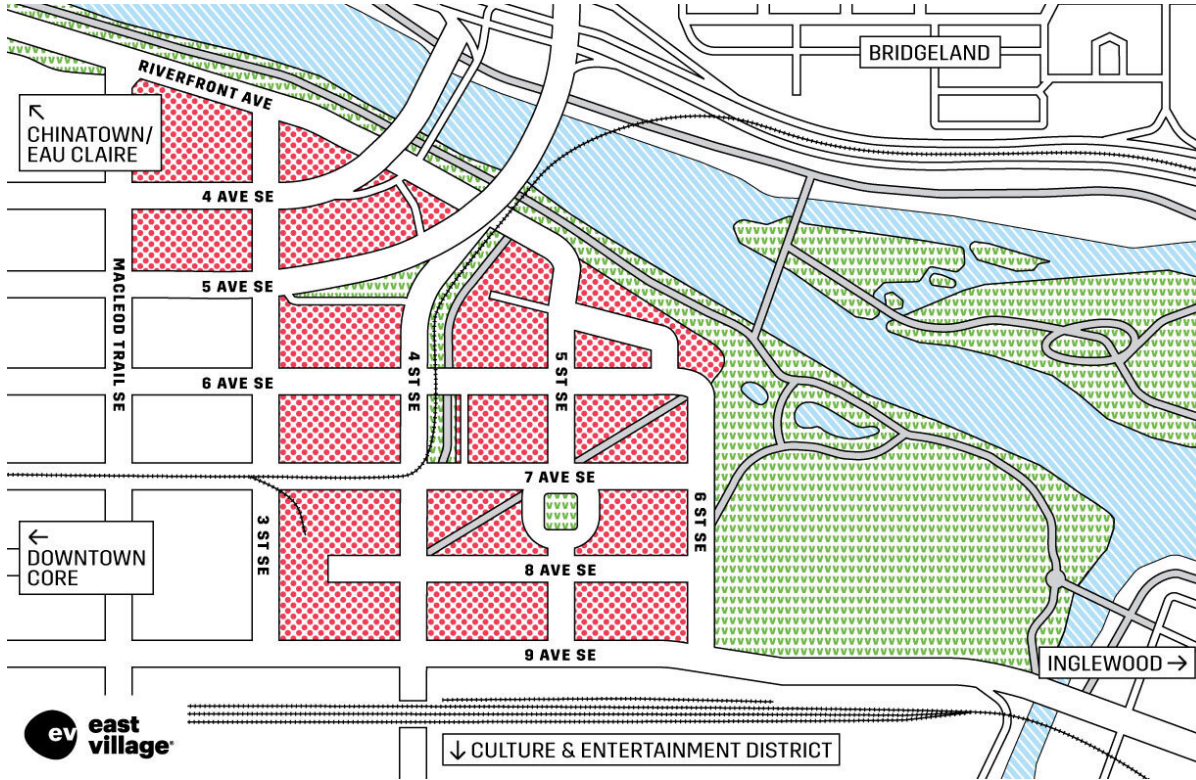 BRIDGELAND
RIVERFRONT AVE
↖
CHINATOWN/
EAU CLAIRE
4 AVE SE
MACLEOD TRAIL SE
5 AVE SE
4 ST SE
5 ST SE
6 AVE SE
7 AVE SE
3 ST SE
6 ST SE
←
DOWNTOWN
CORE
8 AVE SE
9 AVE SE
INGLEWOOD →
ev east
village®
↓ CULTURE & ENTERTAINMENT DISTRICT